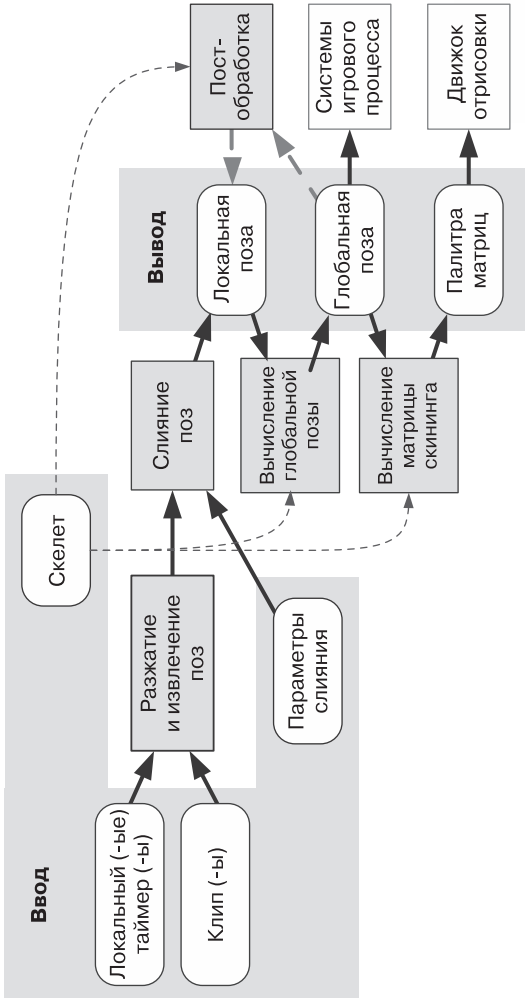 Ввод
Локальный (-ые)
таймер (-ы)
Клип (-ы)
Разжатие
и извлечение
поз
Параметры
слияния
Скелет
Слияние
поз
Вычисление
глобальной
позы
Вычисление
матрицы
скининга
Вывод
Локальная
поза
Глобальная
поза
Палитра
матриц
Пост-
обработка
Системы
игрового
процесса
Движок
отрисовки